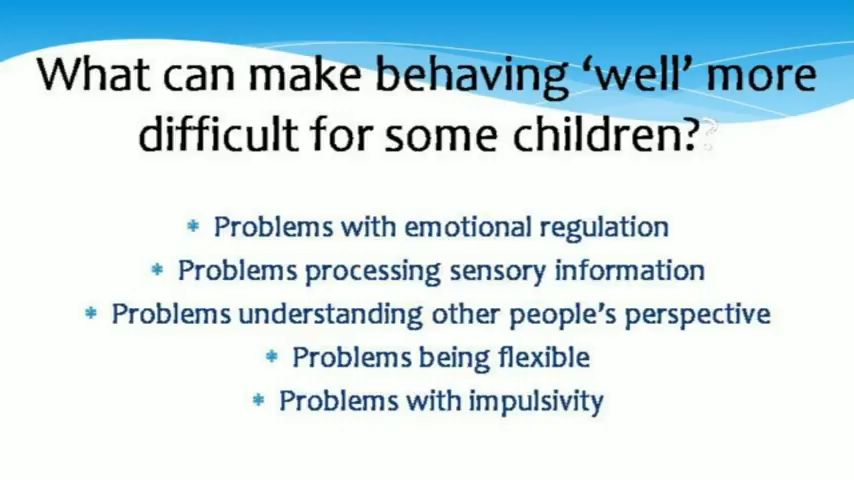 What can make behaving ‘well’ more
difficult for some children??
* Problems with emotional regulation
* Problems processing sensory information
* Problems understanding other people’s perspective
* Problems being flexible
* Problems with impulsivity